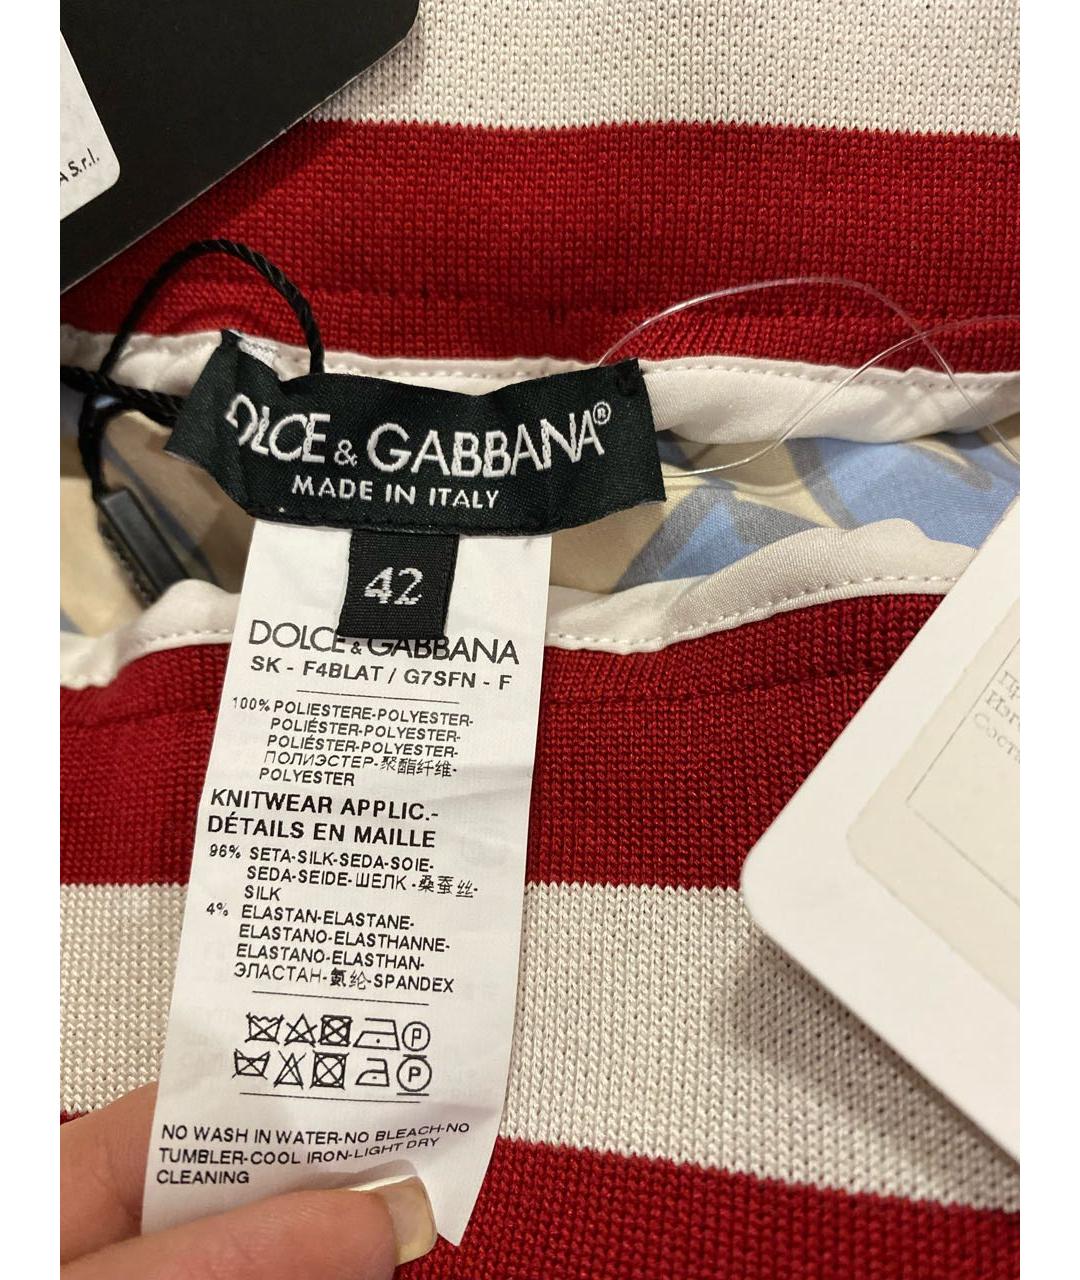 A S.r.l.
DOLCE & GABBANA®
MADE IN ITALY
42
DOLCE & GABBANA
SK - F4BLAT / G7SFN - F
100% POLIESTERE-POLYESTER-
POLIÉSTER-POLYESTER-
POLIÉSTER-POLYESTER-
ПОЛИЭСТЕР-聚酯纤维-
POLYESTER
KNITWEAR APPLIC.-
DÉTAILS EN MAILLE
96% SETA-SILK-SEDA-SOIE-
SEDA-SEIDE-ШЕЛК-桑蚕丝-
SILK
4% ELASTAN-ELASTANE-
ELASTANO-ELASTHANNE-
ELASTANO-ELASTHAN-
ЭЛАСТАН-氨纶-SPANDEX
P
P
NO WASH IN WATER-NO BLEACH-NO
TUMBLER-COOL IRON-LIGHT DRY
CLEANING